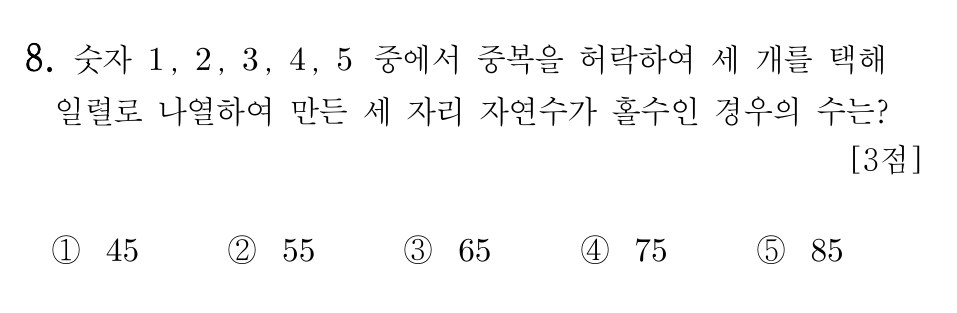 8. 숫자 1, 2, 3, 4, 5 중에서 중복을 허락하여 세 개를 택해
일렬로 나열하여 만든 세 자리 자연수가 홀수인 경우의 수는?
[3점]
① 45 ② 55 ③ 65 ④ 75 ⑤ 85